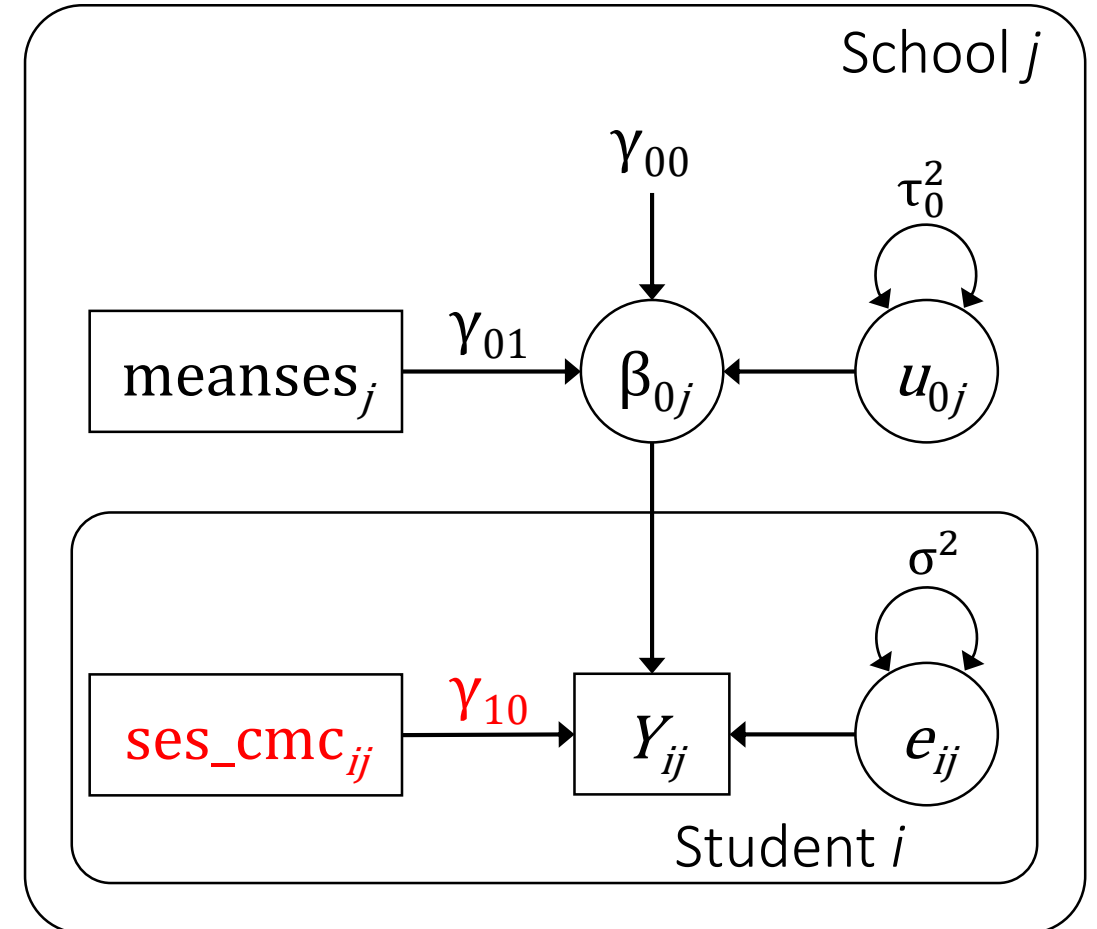 School j
γ₀₀
τ₀²
meansesⱼ
γ₀₁
β₀ⱼ
u₀ⱼ
σ²
ses_cmcᵢⱼ
γ₁₀
Yᵢⱼ
eᵢⱼ
Student i